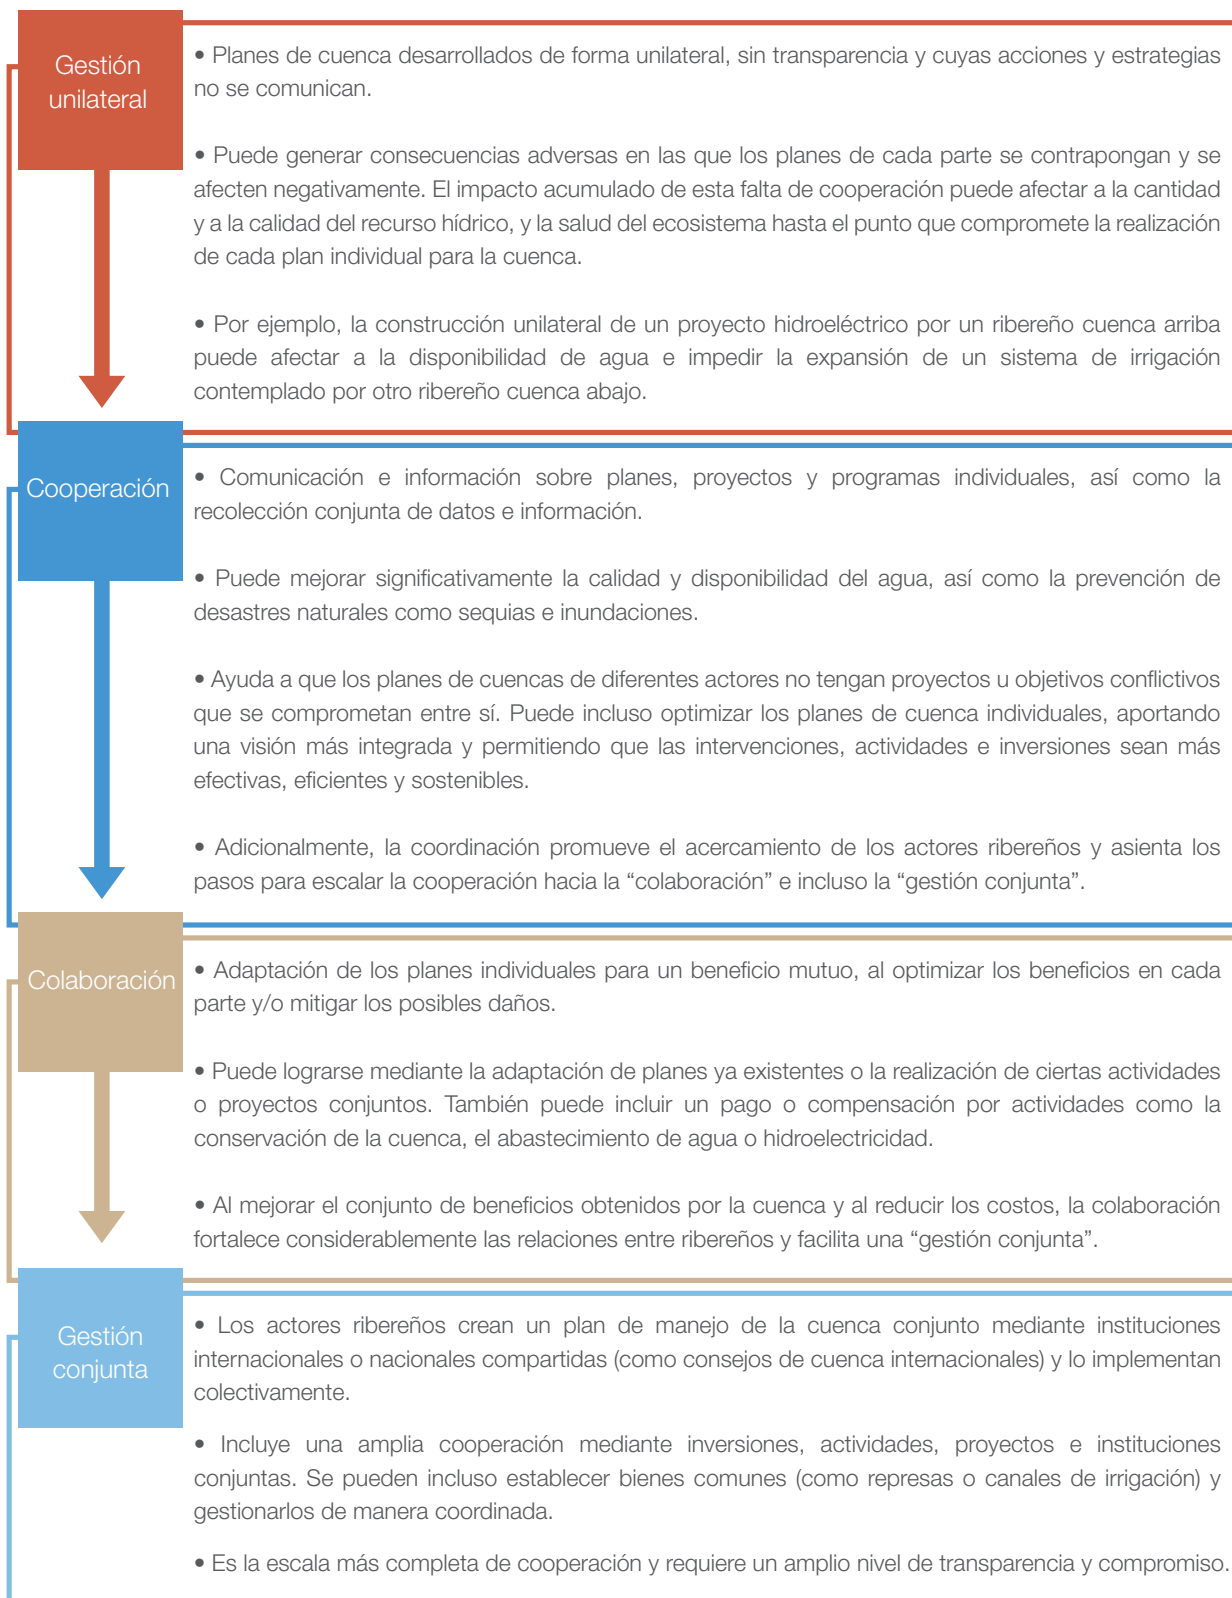 Gestión
unilateral
• Planes de cuenca desarrollados de forma unilateral, sin transparencia y cuyas acciones y estrategias
no se comunican.
• Puede generar consecuencias adversas en las que los planes de cada parte se contrapongan y se
afecten negativamente. El impacto acumulado de esta falta de cooperación puede afectar a la cantidad
y a la calidad del recurso hídrico, y la salud del ecosistema hasta el punto que compromete la realización
de cada plan individual para la cuenca.
• Por ejemplo, la construcción unilateral de un proyecto hidroeléctrico por un ribereño cuenca arriba
puede afectar a la disponibilidad de agua e impedir la expansión de un sistema de irrigación
contemplado por otro ribereño cuenca abajo.
Cooperación
• Comunicación e información sobre planes, proyectos y programas individuales, así como la
recolección conjunta de datos e información.
• Puede mejorar significativamente la calidad y disponibilidad del agua, así como la prevención de
desastres naturales como sequias e inundaciones.
• Ayuda a que los planes de cuencas de diferentes actores no tengan proyectos u objetivos conflictivos
que se comprometan entre sí. Puede incluso optimizar los planes de cuenca individuales, aportando
una visión más integrada y permitiendo que las intervenciones, actividades e inversiones sean más
efectivas, eficientes y sostenibles.
• Adicionalmente, la coordinación promueve el acercamiento de los actores ribereños y asienta los
pasos para escalar la cooperación hacia la “colaboración” e incluso la “gestión conjunta”.
Colaboración
• Adaptación de los planes individuales para un beneficio mutuo, al optimizar los beneficios en cada
parte y/o mitigar los posibles daños.
• Puede lograrse mediante la adaptación de planes ya existentes o la realización de ciertas actividades
o proyectos conjuntos. También puede incluir un pago o compensación por actividades como la
conservación de la cuenca, el abastecimiento de agua o hidroelectricidad.
• Al mejorar el conjunto de beneficios obtenidos por la cuenca y al reducir los costos, la colaboración
fortalece considerablemente las relaciones entre ribereños y facilita una “gestión conjunta”.
Gestión
conjunta
• Los actores ribereños crean un plan de manejo de la cuenca conjunto mediante instituciones
internacionales o nacionales compartidas (como consejos de cuenca internacionales) y lo implementan
colectivamente.
• Incluye una amplia cooperación mediante inversiones, actividades, proyectos e instituciones
conjuntas. Se pueden incluso establecer bienes comunes (como represas o canales de irrigación) y
gestionarlos de manera coordinada.
• Es la escala más completa de cooperación y requiere un amplio nivel de transparencia y compromiso.